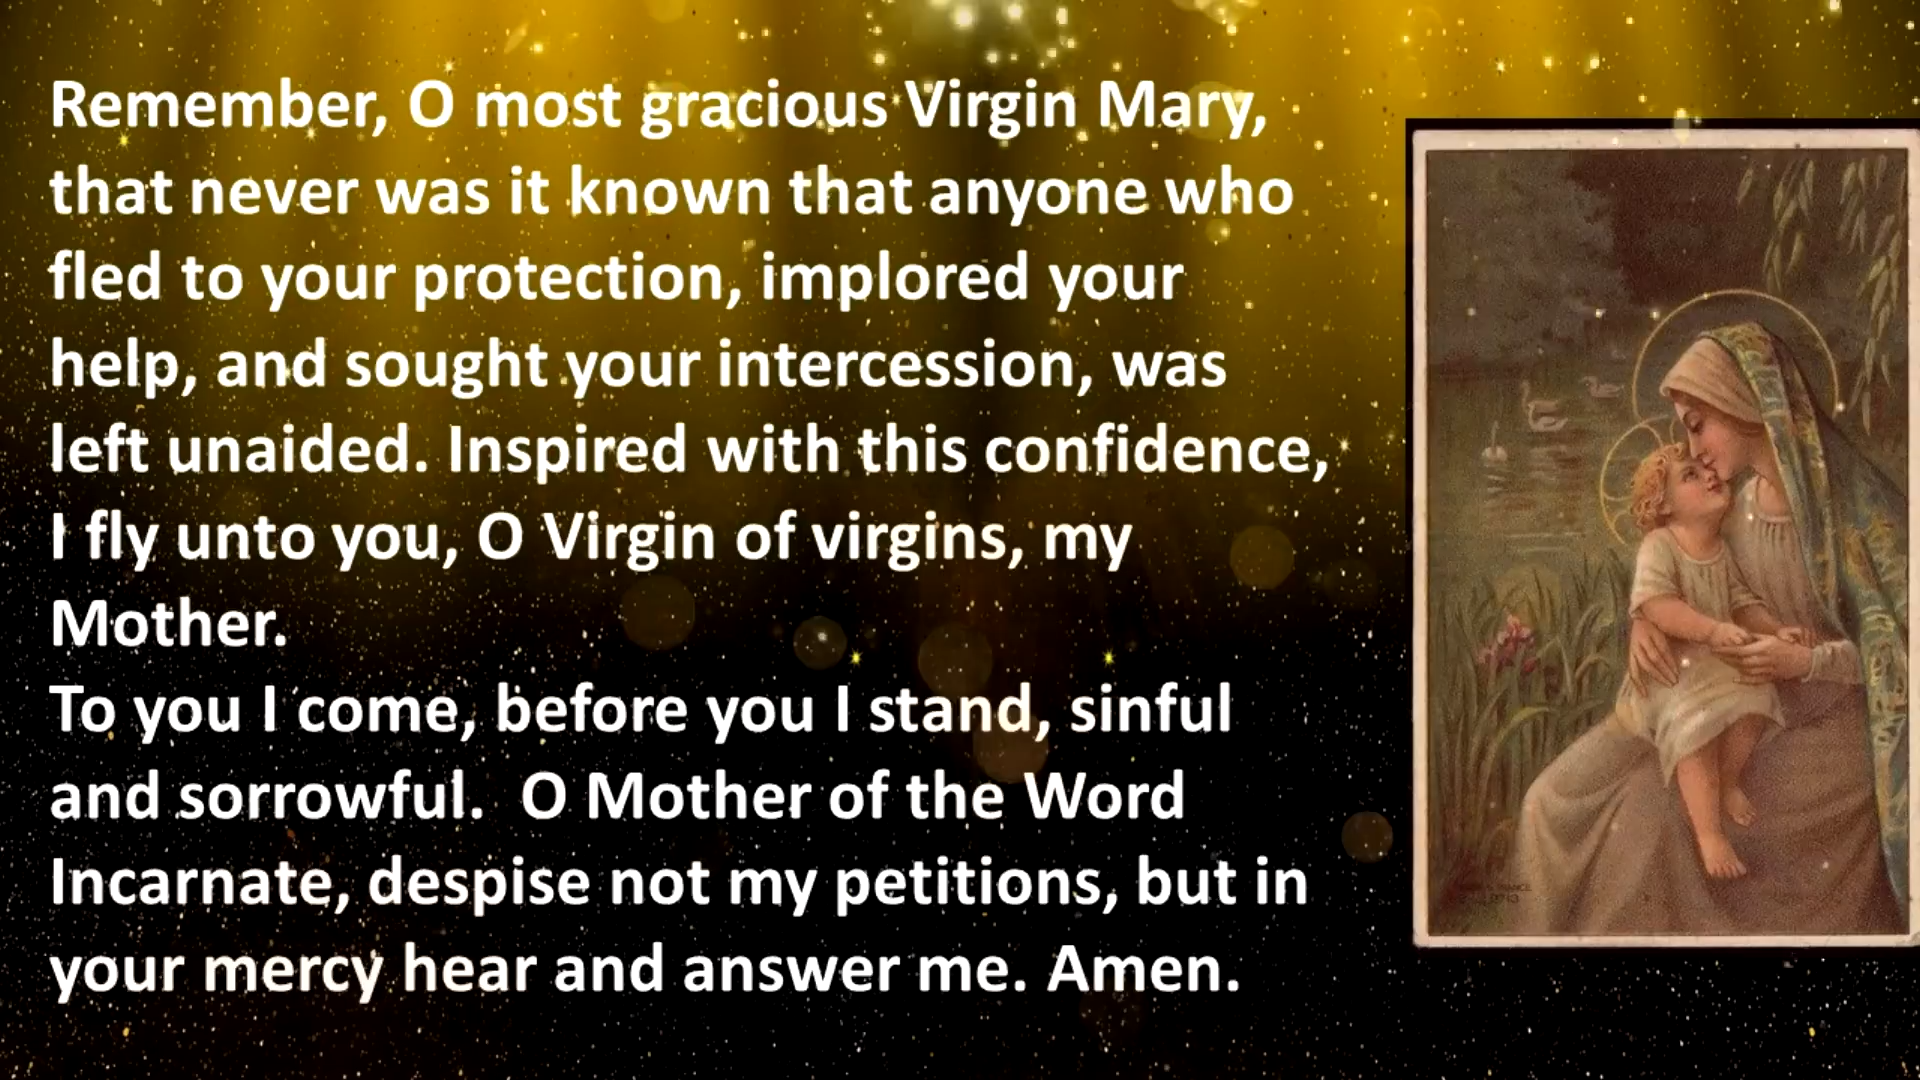 Remember, O most gracious Virgin Mary,
that never was it known that anyone who
fled to your protection, implored your
help, and sought your intercession, was
left unaided. Inspired with this confidence,
I fly unto you, O Virgin of virgins, my
Mother.
To you I come, before you I stand, sinful
and sorrowful.  O Mother of the Word
Incarnate, despise not my petitions, but in
your mercy hear and answer me. Amen.